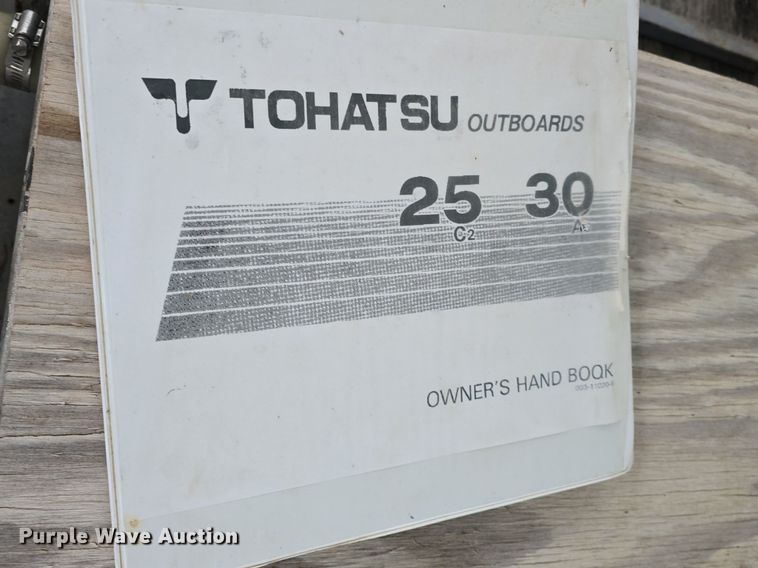 TOHATSU OUTBOARDS
25 30
C2
OWNER'S HAND BOOK
Purple Wave Auction